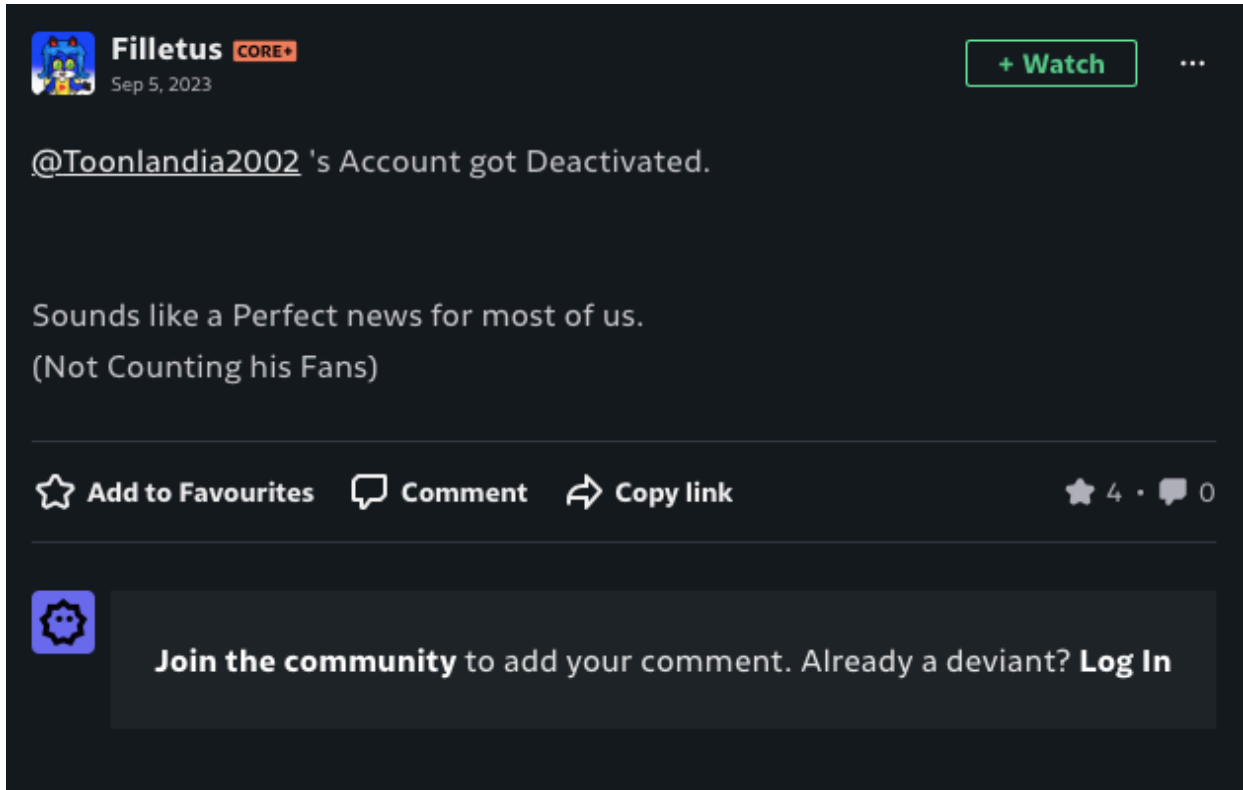 Filletus CORE+
Sep 5, 2023
+ Watch
@Toonlandia2002 's Account got Deactivated.
Sounds like a Perfect news for most of us.
(Not Counting his Fans)
Add to Favourites Comment Copy link 4 • 0
Join the community to add your comment. Already a deviant? Log In